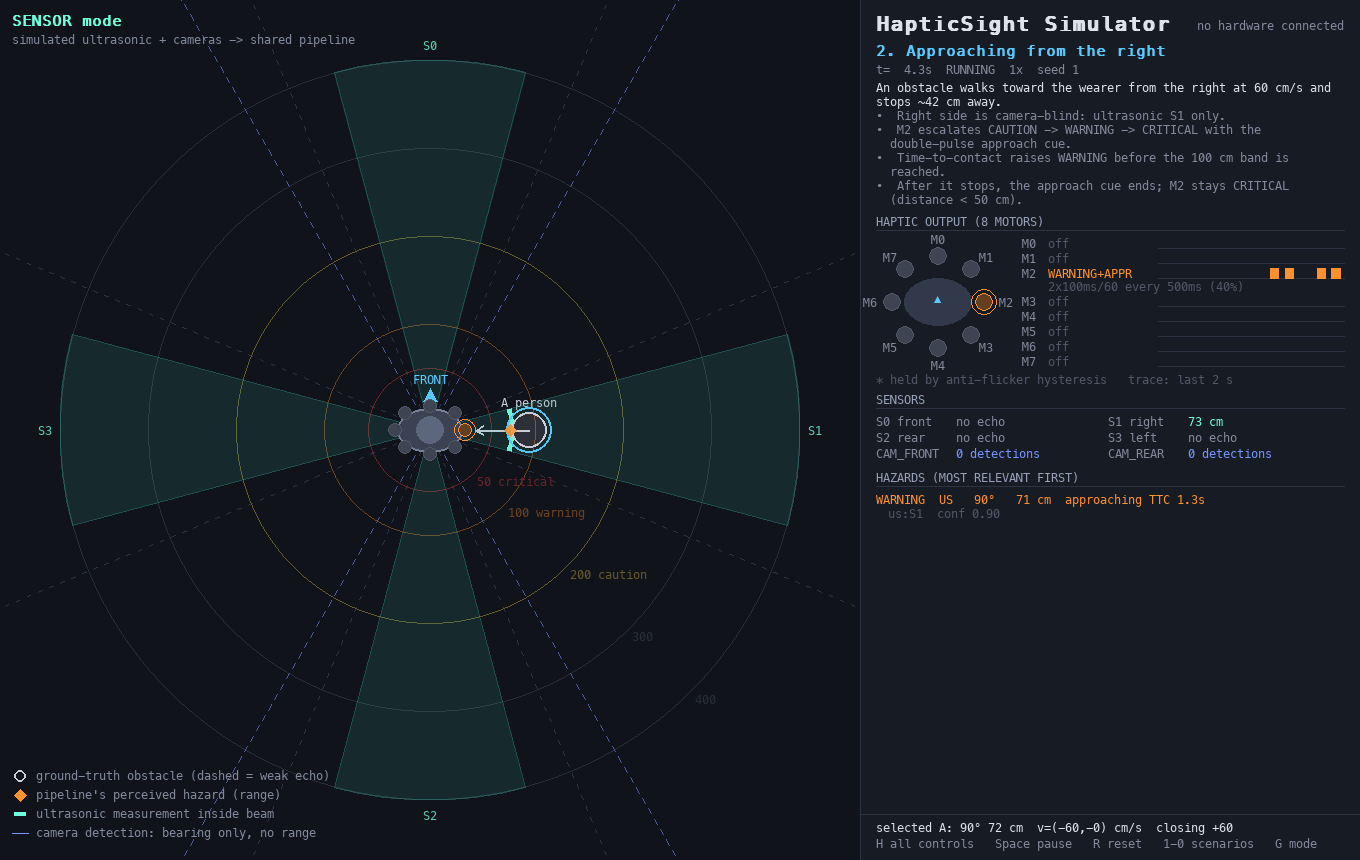 SENSOR mode
simulated ultrasonic + cameras —> shared pipeline
S0
S3
S1
S2
FRONT
A person
50 critical
100 warning
200 caution
300
400
ground—truth obstacle (dashed = weak echo)
pipeline's perceived hazard (range)
ultrasonic measurement inside beam
camera detection: bearing only, no range
HapticSight Simulator
no hardware connected
2. Approaching from the right
t=  4.3s  RUNNING  1x  seed 1
An obstacle walks toward the wearer from the right at 60 cm/s and
stops ~42 cm away.
•  Right side is camera—blind: ultrasonic S1 only.
•  M2 escalates CAUTION —> WARNING —> CRITICAL with the
double—pulse approach cue.
•  Time—to—contact raises WARNING before the 100 cm band is
reached.
•  After it stops, the approach cue ends; M2 stays CRITICAL
(distance < 50 cm).
HAPTIC OUTPUT (8 MOTORS)
M0
M1
M2
M3
M4
M5
M6
M7
M0  off
M1  off
M2  WARNING+APPR
2x100ms/60 every 500ms (40%)
M3  off
M4  off
M5  off
M6  off
M7  off
* held by anti—flicker hysteresis   trace: last 2 s
SENSORS
S0 front  no echo  S1 right  73 cm
S2 rear  no echo  S3 left  no echo
CAM_FRONT  0 detections  CAM_REAR  0 detections
HAZARDS (MOST RELEVANT FIRST)
WARNING  US   90°   71 cm  approaching TTC 1.3s
us:S1  conf 0.90
selected A: 90° 72 cm  v=(—60,—0) cm/s  closing +60
H all controls   Space pause   R reset   1—0 scenarios   G mode